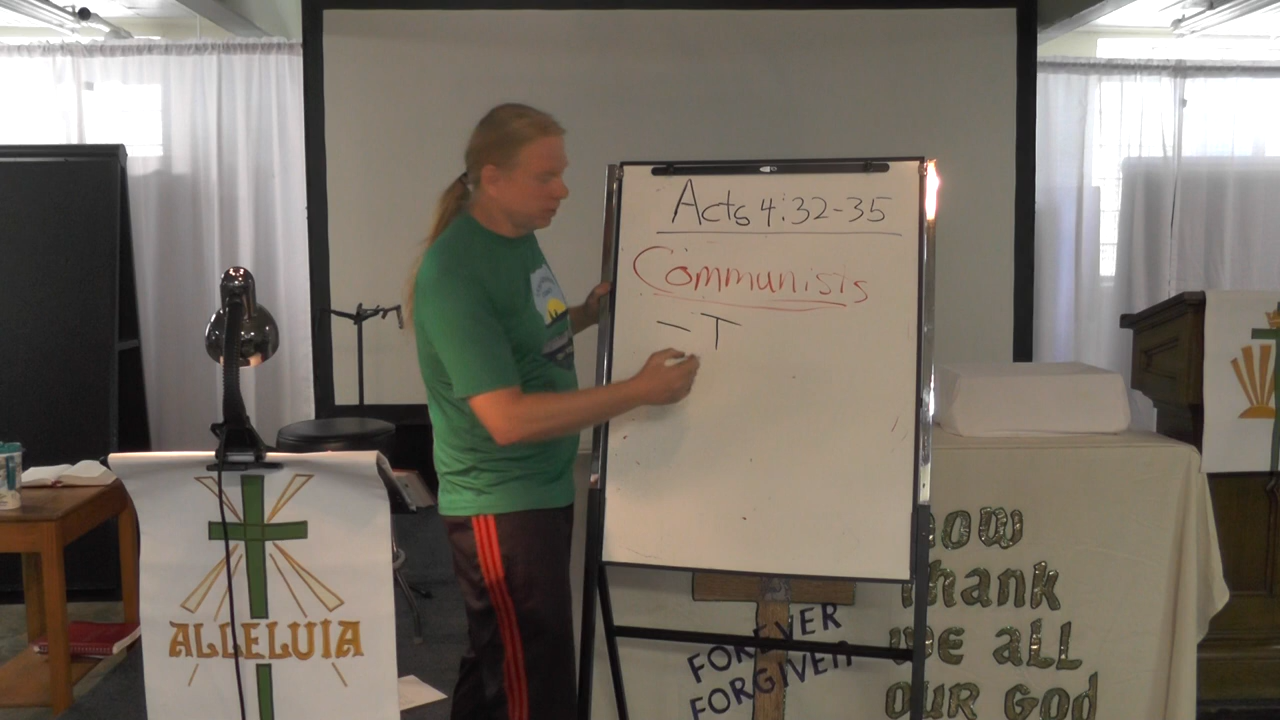 Acts 4:32-35
Communists
- T
ALLELUIA
FOREVER
FORGIVEN
now
thank
we all
our God